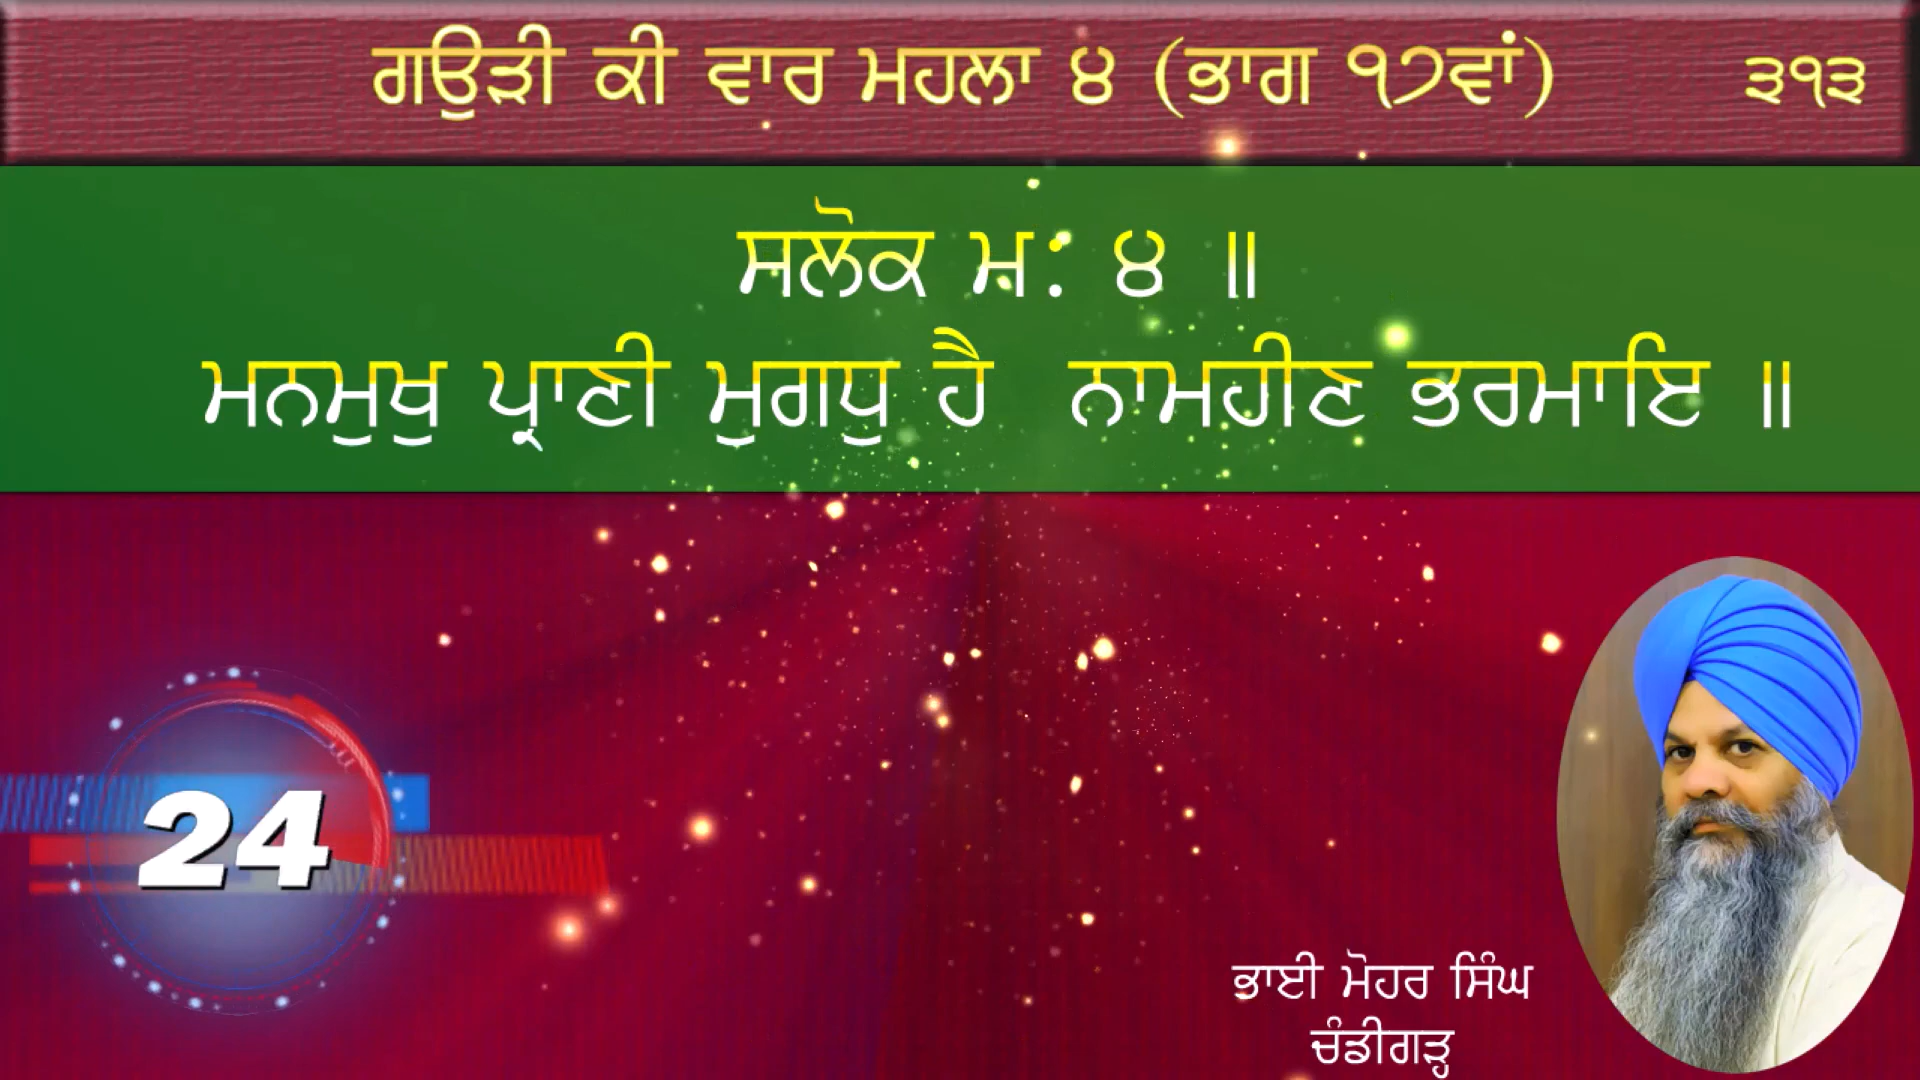 ਗਉੜੀ ਕੀ ਵਾਰ ਮਹਲਾ ੪ (ਭਾਗ ੧੭ਵਾਂ) ੩੧੩
ਸਲੋਕ ਮਃ ੪ ॥
ਮਨਮੁਖੁ ਪ੍ਰਾਣੀ ਮੁਗਧੁ ਹੈ ਨਾਮਹੀਣ ਭਰਮਾਇ ॥
24
ਭਾਈ ਮੋਹਰ ਸਿੰਘ
ਚੰਡੀਗੜ੍ਹ